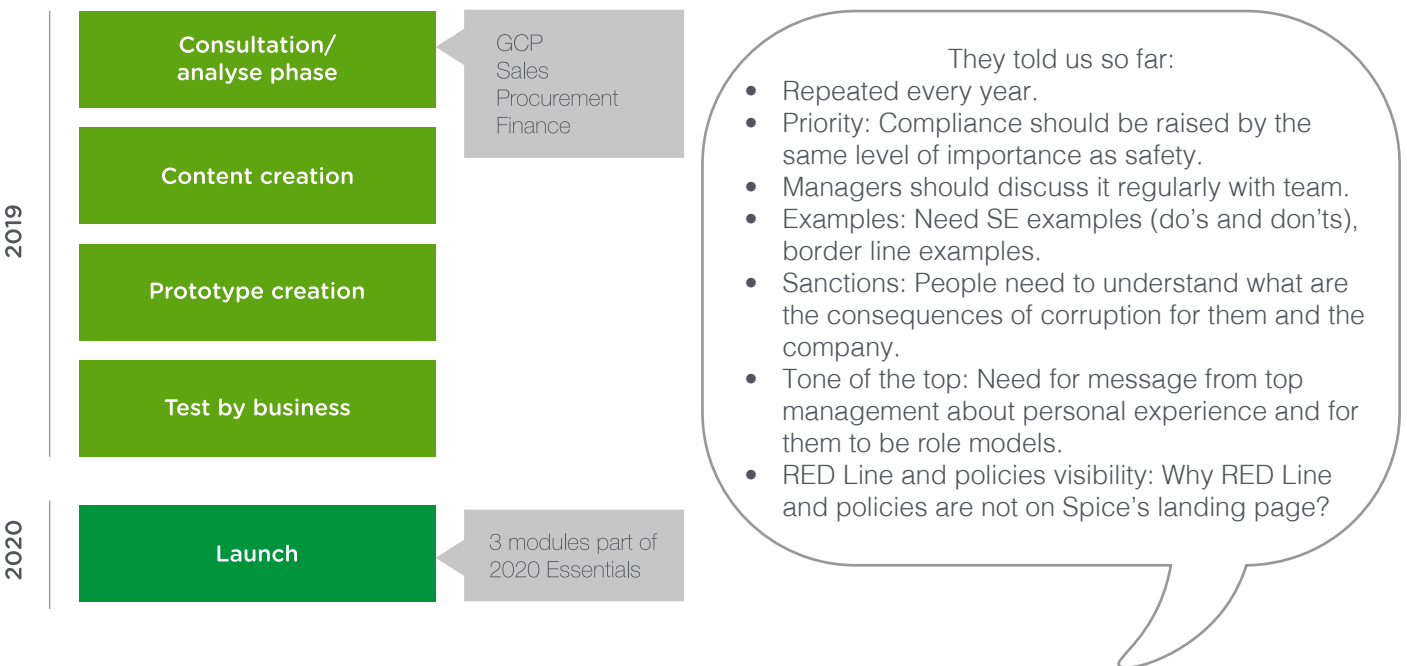 2019
Consultation/
analyse phase
GCP
Sales
Procurement
Finance
Content creation
Prototype creation
Test by business
2020
Launch
3 modules part of
2020 Essentials
They told us so far:
• Repeated every year.
• Priority: Compliance should be raised by the
same level of importance as safety.
• Managers should discuss it regularly with team.
• Examples: Need SE examples (do's and don'ts),
border line examples.
• Sanctions: People need to understand what are
the consequences of corruption for them and the
company.
• Tone of the top: Need for message from top
management about personal experience and for
them to be role models.
• RED Line and policies visibility: Why RED Line
and policies are not on Spice's landing page?